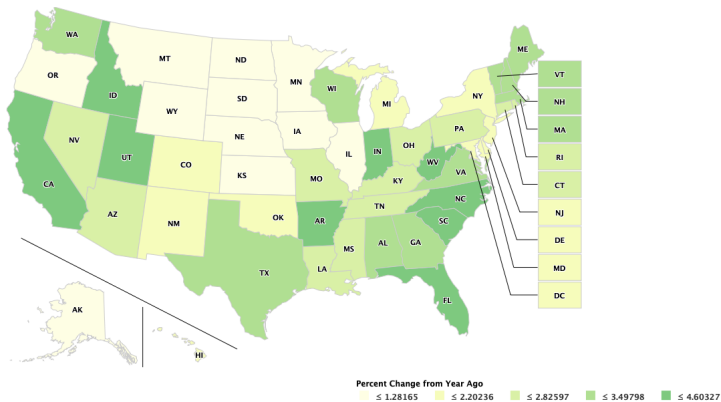 WA
ME
MT
ND
VT
OR
MN
ID
WI
SD
NH
NY
MI
WY
MA
IA
PA
NE
RI
NV
OH
IL
IN
UT
CO
WV
CA
KS
VA
CT
MO
KY
NC
NJ
TN
AZ
OK
NM
AR
SC
DE
MS
AL
GA
MD
LA
TX
DC
FL
AK
HI
Percent Change from Year Ago
≤ 1.28165 ≤ 2.20236 ≤ 2.82597 ≤ 3.49798 ≤ 4.60327